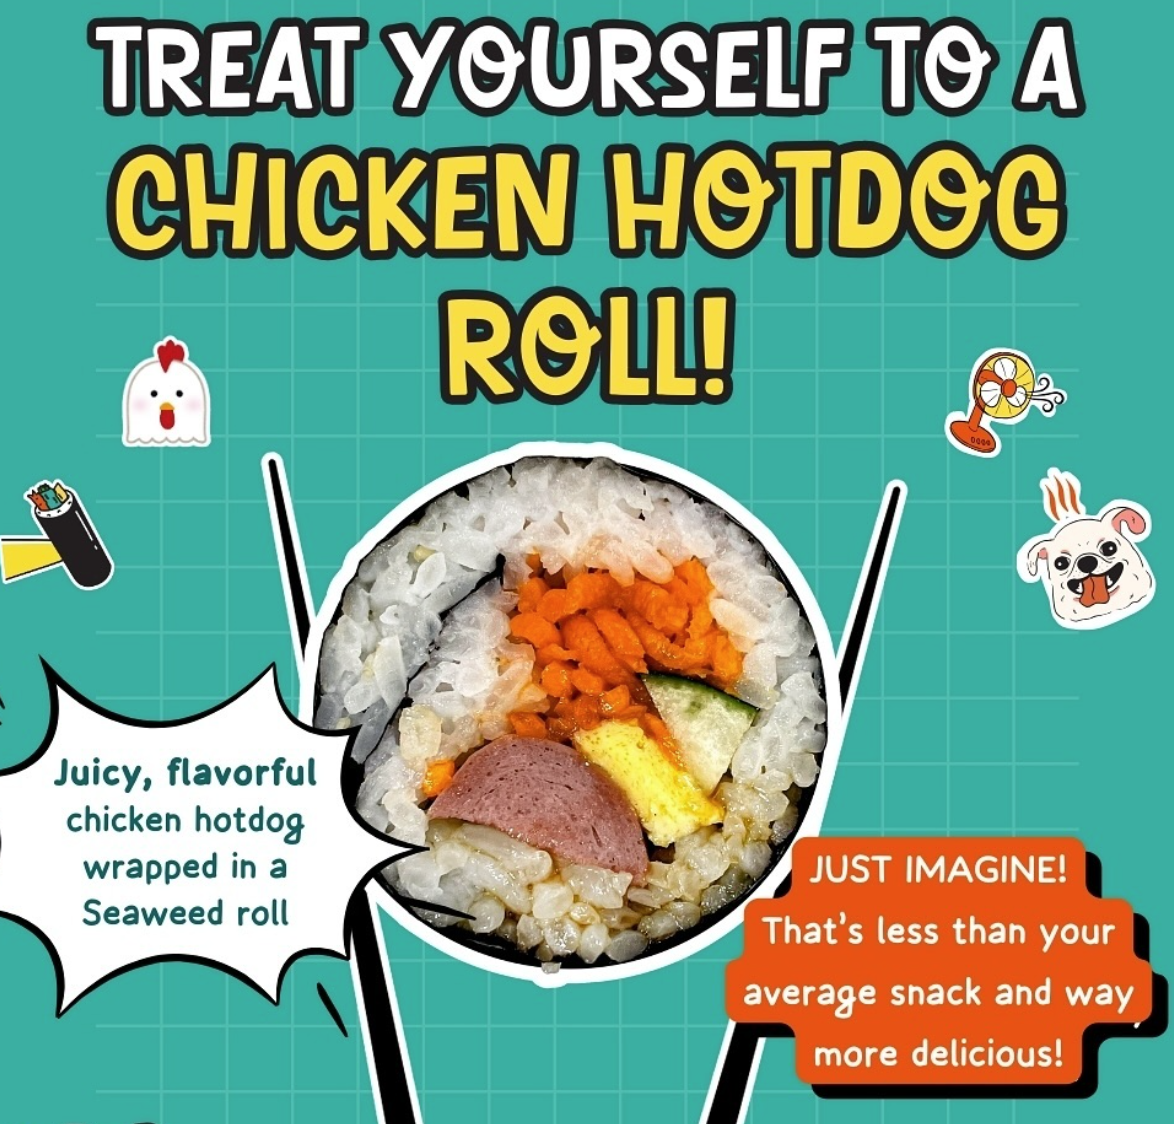 TREAT YOURSELF TO A
CHICKEN HOTDOG
ROLL!
Juicy, flavorful
chicken hotdog
wrapped in a
Seaweed roll
JUST IMAGINE!
That's less than your
average snack and way,
more delicious!